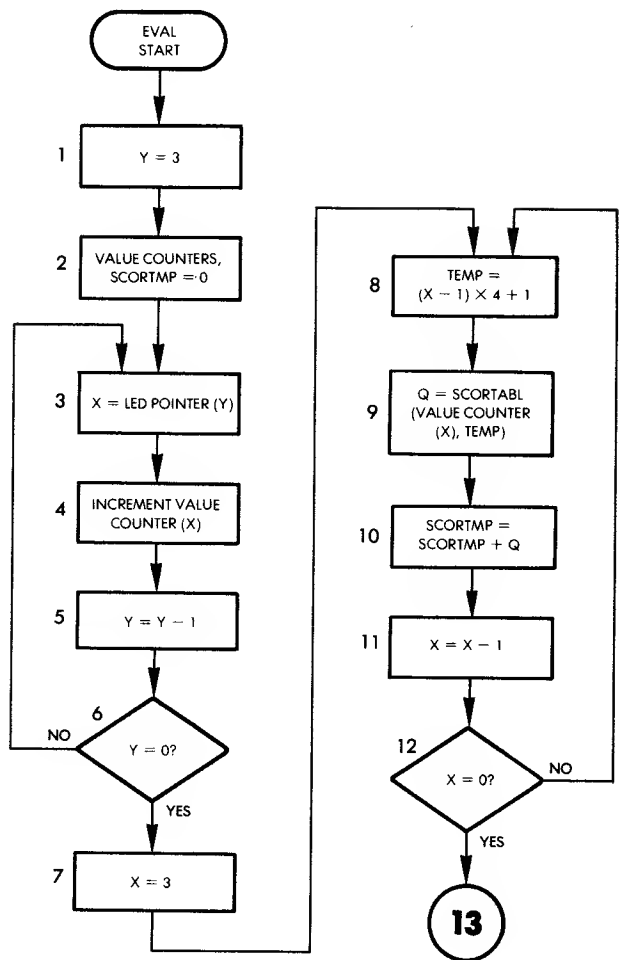 EVAL
START
1
Y = 3
2
VALUE COUNTERS,
SCORTMP = 0
3
X = LED POINTER (Y)
4
INCREMENT VALUE
COUNTER (X)
5
Y = Y − 1
6
Y = 0?
NO
YES
7
X = 3
8
TEMP =
(X − 1) × 4 + 1
9
Q = SCORTABL
(VALUE COUNTER
(X), TEMP)
10
SCORTMP =
SCORTMP + Q
11
X = X − 1
12
X = 0?
NO
YES
13